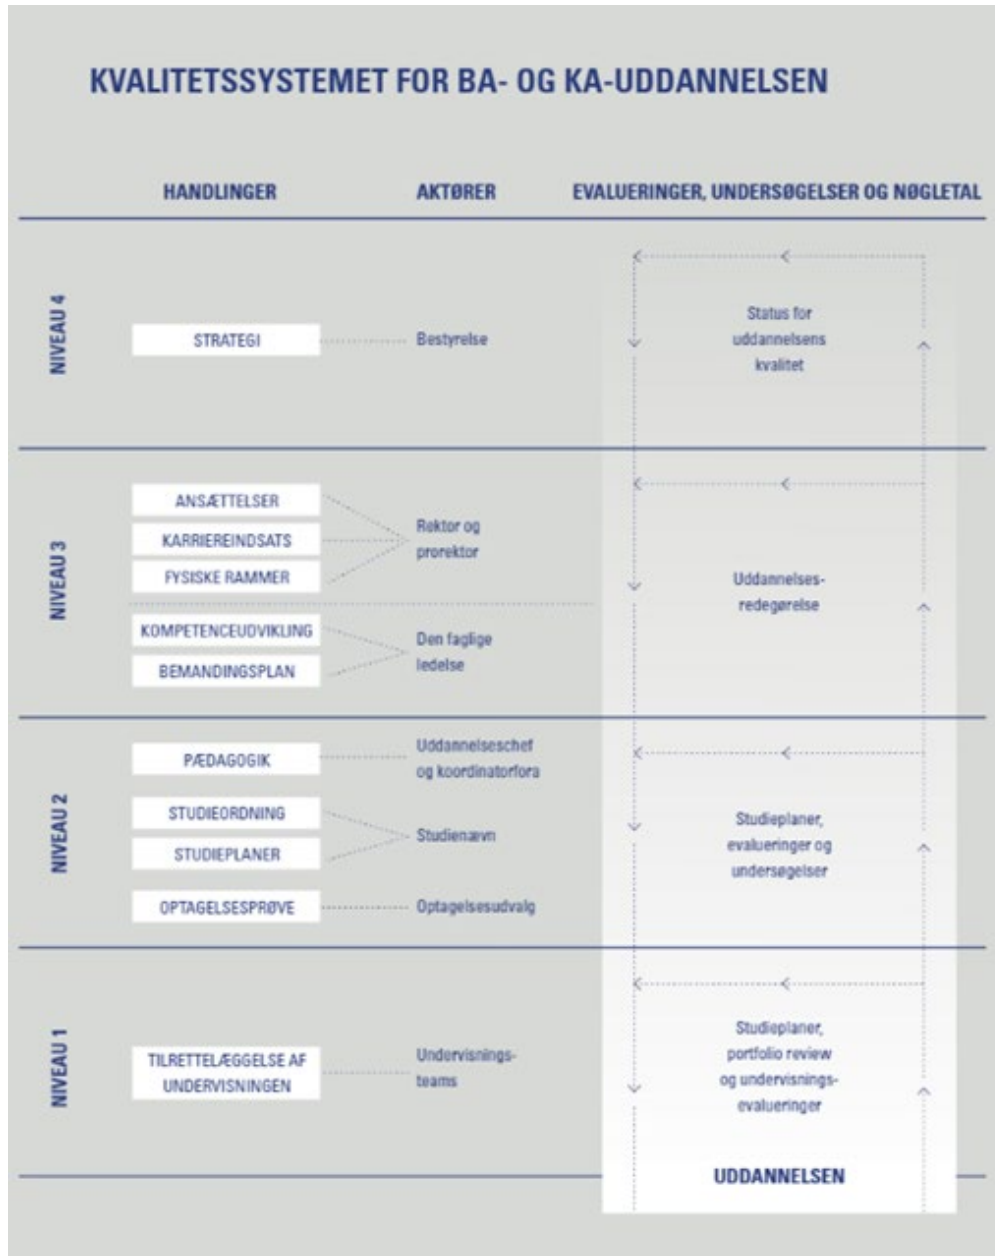 KVALITETSSYSTEMET FOR BA- OG KA-UDDANNELSEN
HANDLINGER
AKTØRER
EVALUERINGER, UNDERSØGELSER OG NØGLETAL
NIVEAU 4
STRATEGI
Bestyrelse
Status for
uddannelsens
kvalitet
NIVEAU 3
ANSÆTTELSER
KARRIEREINDSATS
FYSISKE RAMMER
Rektor og
prorektor
KOMPETENCEUDVIKLING
BEMANDINGSPLAN
Den faglige
ledelse
Uddannelses-
redegørelse
NIVEAU 2
PÆDAGOGIK
Uddannelseschef
og koordinatorfora
STUDIEORDNING
STUDIEPLANER
Studienævn
OPTAGELSESPRØVE
Optagelsesudvalg
Studieplaner,
evalueringer og
undersøgelser
NIVEAU 1
TILRETTELÆGGELSE AF
UNDERVISNINGEN
Undervisnings-
teams
Studieplaner,
portfolio review
og undervisnings-
evalueringer
UDDANNELSEN